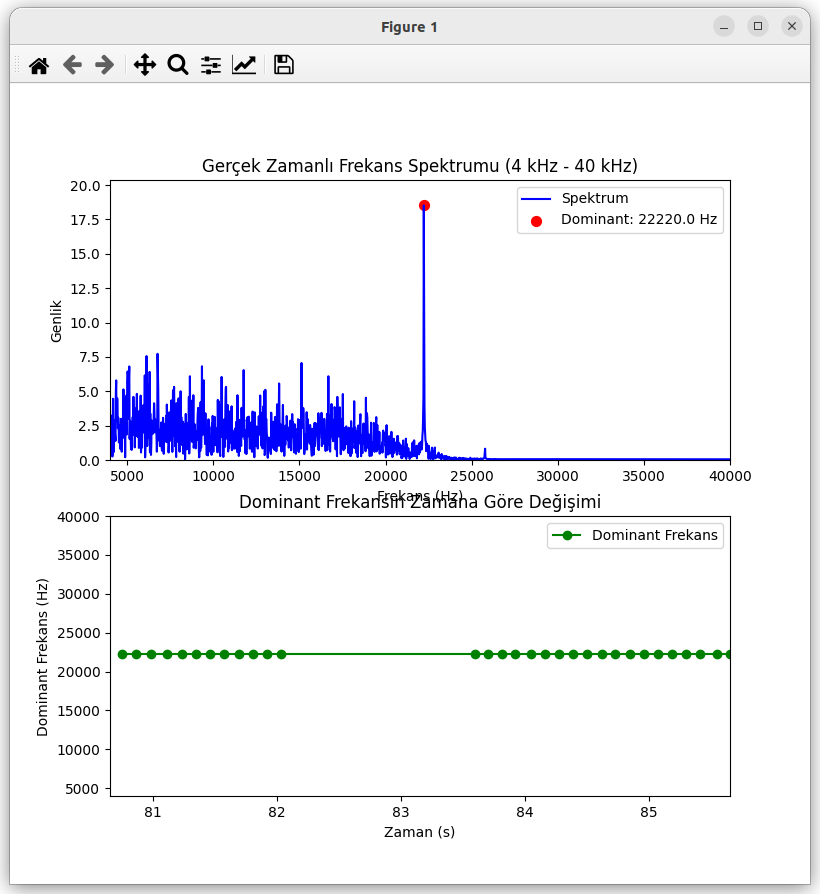 Figure 1
Gerçek Zamanlı Frekans Spektrumu (4 kHz - 40 kHz)
Genlik
20.0
17.5
15.0
12.5
10.0
7.5
5.0
2.5
0.0
Spektrum
Dominant: 22220.0 Hz
5000 10000 15000 20000 25000 30000 35000 40000
Frekans (Hz)
Dominant Frekansın Zamana Göre Değişimi
Dominant Frekans (Hz)
40000
35000
30000
25000
20000
15000
10000
5000
Dominant Frekans
81 82 83 84 85
Zaman (s)